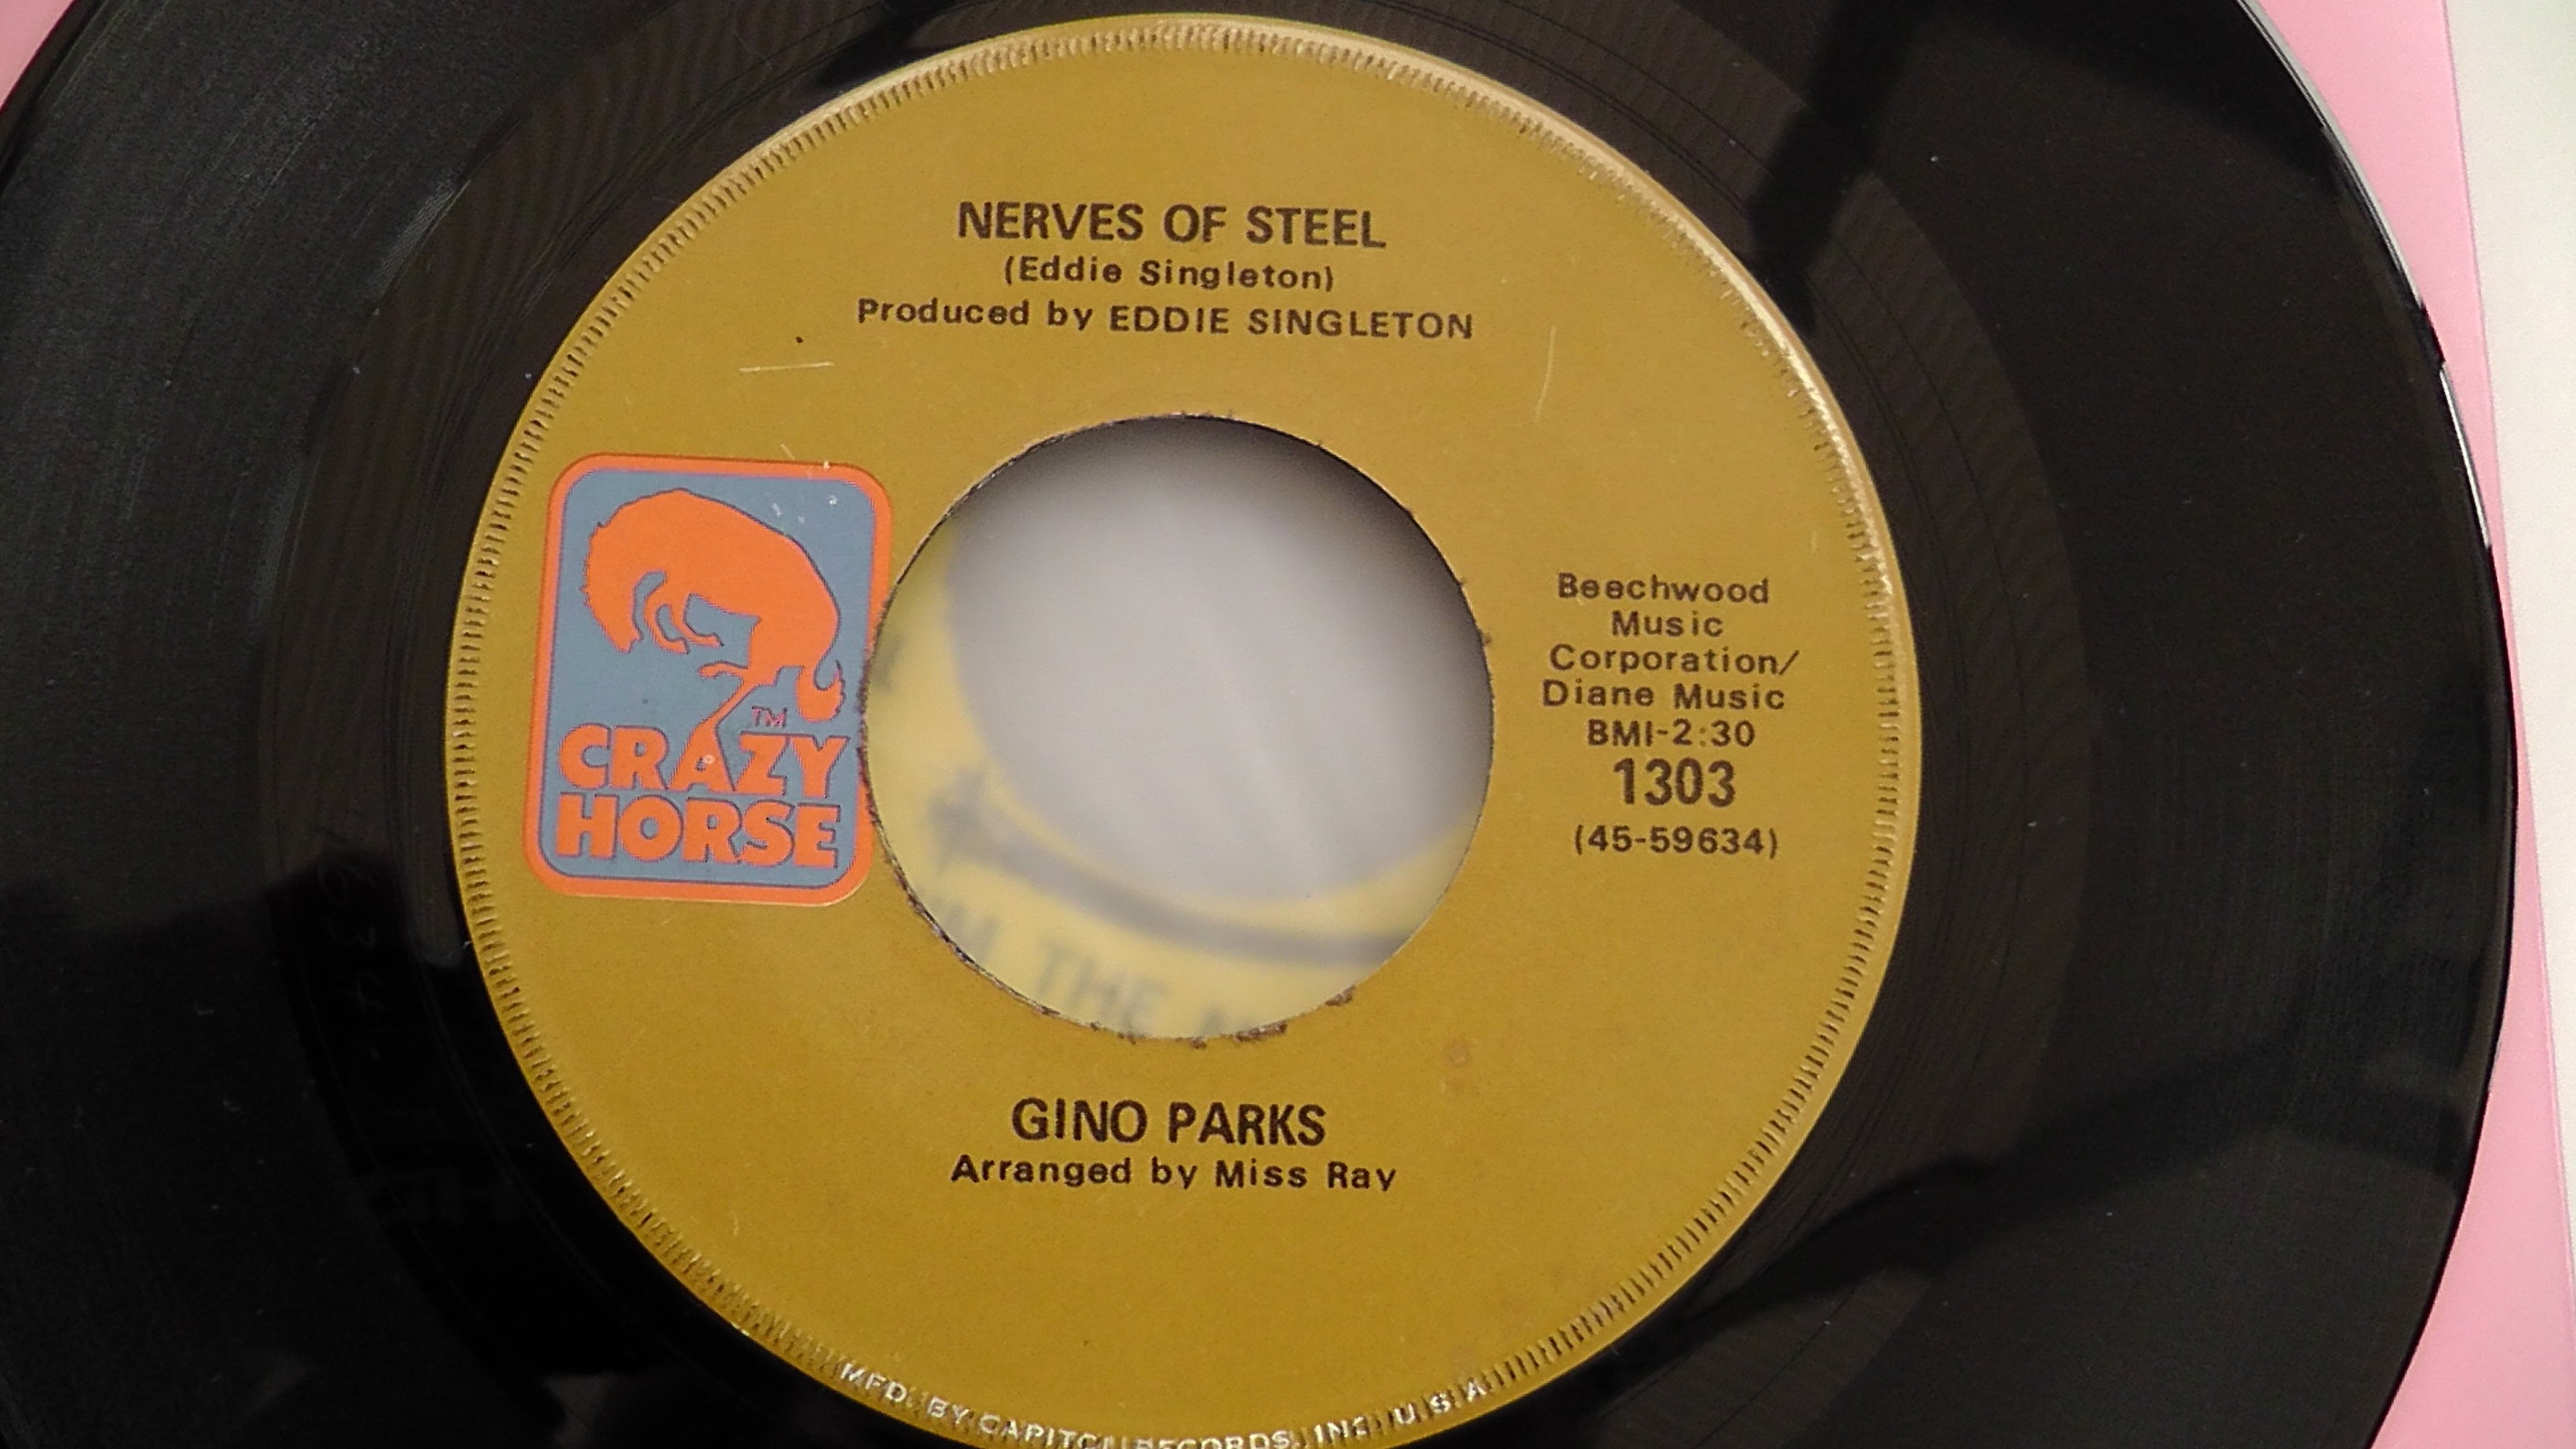 NERVES OF STEEL
(Eddie Singleton)
Produced by EDDIE SINGLETON
TM
CRAZY
HORSE
Beechwood
Music
Corporation/
Diane Music
BMI-2:30
1303
(45-59634)
THE
GINO PARKS
Arranged by Miss Ray
MFD. BY CAPITOL RECORDS, INC. U.S.A.